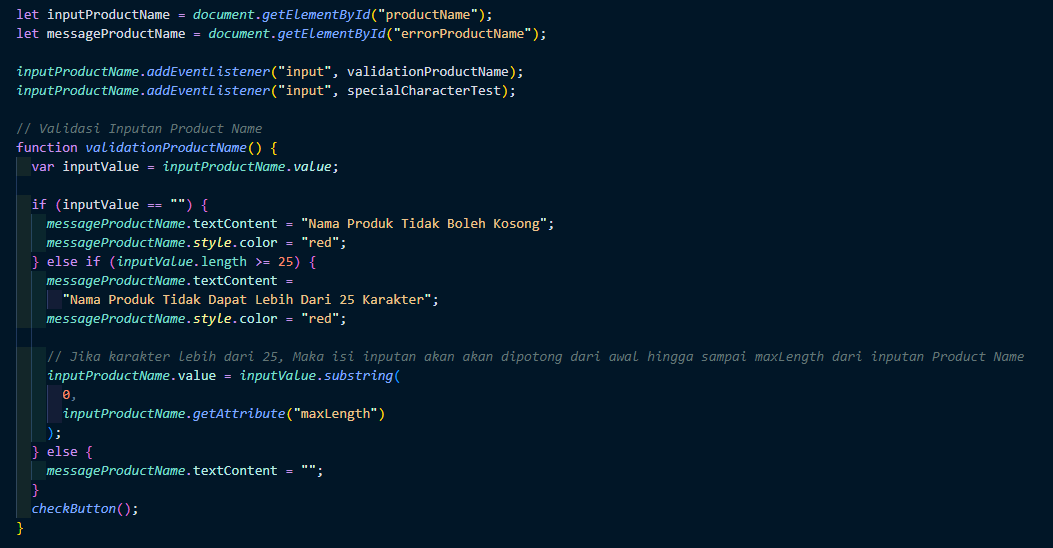 let inputProductName = document.getElementById("productName");
let messageProductName = document.getElementById("errorProductName");

inputProductName.addEventListener("input", validationProductName);
inputProductName.addEventListener("input", specialCharacterTest);

// Validasi Inputan Product Name
function validationProductName() {
  var inputValue = inputProductName.value;

  if (inputValue == "") {
    messageProductName.textContent = "Nama Produk Tidak Boleh Kosong";
    messageProductName.style.color = "red";
  } else if (inputValue.length >= 25) {
    messageProductName.textContent =
      "Nama Produk Tidak Dapat Lebih Dari 25 Karakter";
    messageProductName.style.color = "red";

    // Jika karakter lebih dari 25, Maka isi inputan akan akan dipotong dari awal hingga sampai maxLength dari inputan Product Name
    inputProductName.value = inputValue.substring(
      0,
      inputProductName.getAttribute("maxLength")
    );
  } else {
    messageProductName.textContent = "";
  }
  checkButton();
}